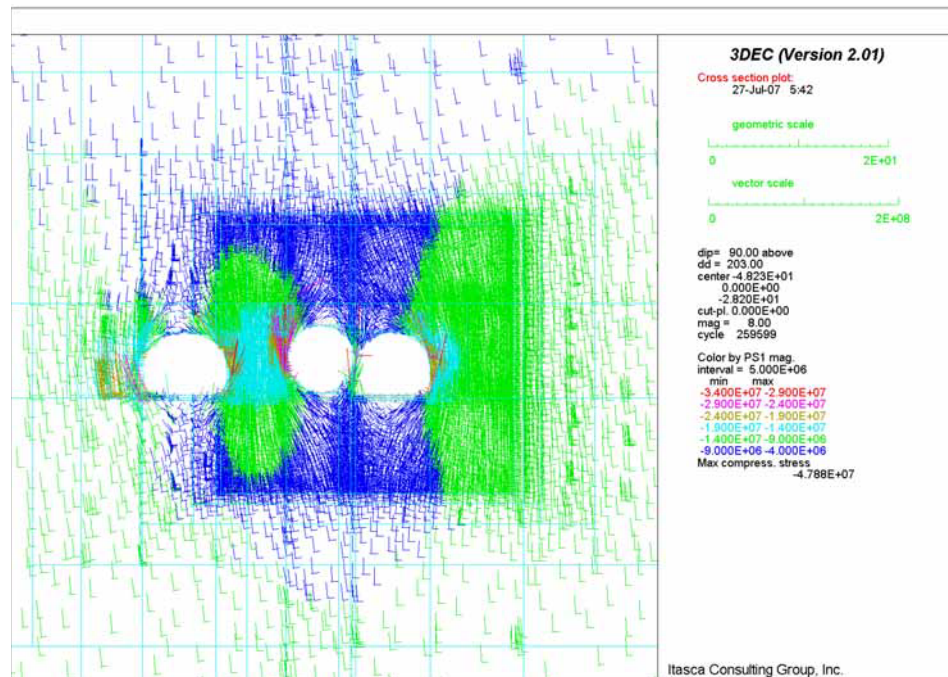 3DEC (Version 2.01)
Cross section plot:
27-Jul-07 5:42
geometric scale
0 2E+01
vector scale
0 2E+08
dip= 90.00 above
dd = 203.00
center -4.823E+01
0.000E+00
-2.820E+01
cut-pl. 0.000E+00
mag = 8.00
cycle 259599
Color by PS1 mag.
interval = 5.000E+06
min max
-3.400E+07 -2.900E+07
-2.900E+07 -2.400E+07
-2.400E+07 -1.900E+07
-1.900E+07 -1.400E+07
-1.400E+07 -9.000E+06
-9.000E+06 -4.000E+06
Max compress. stress
-4.788E+07
Itasca Consulting Group, Inc.